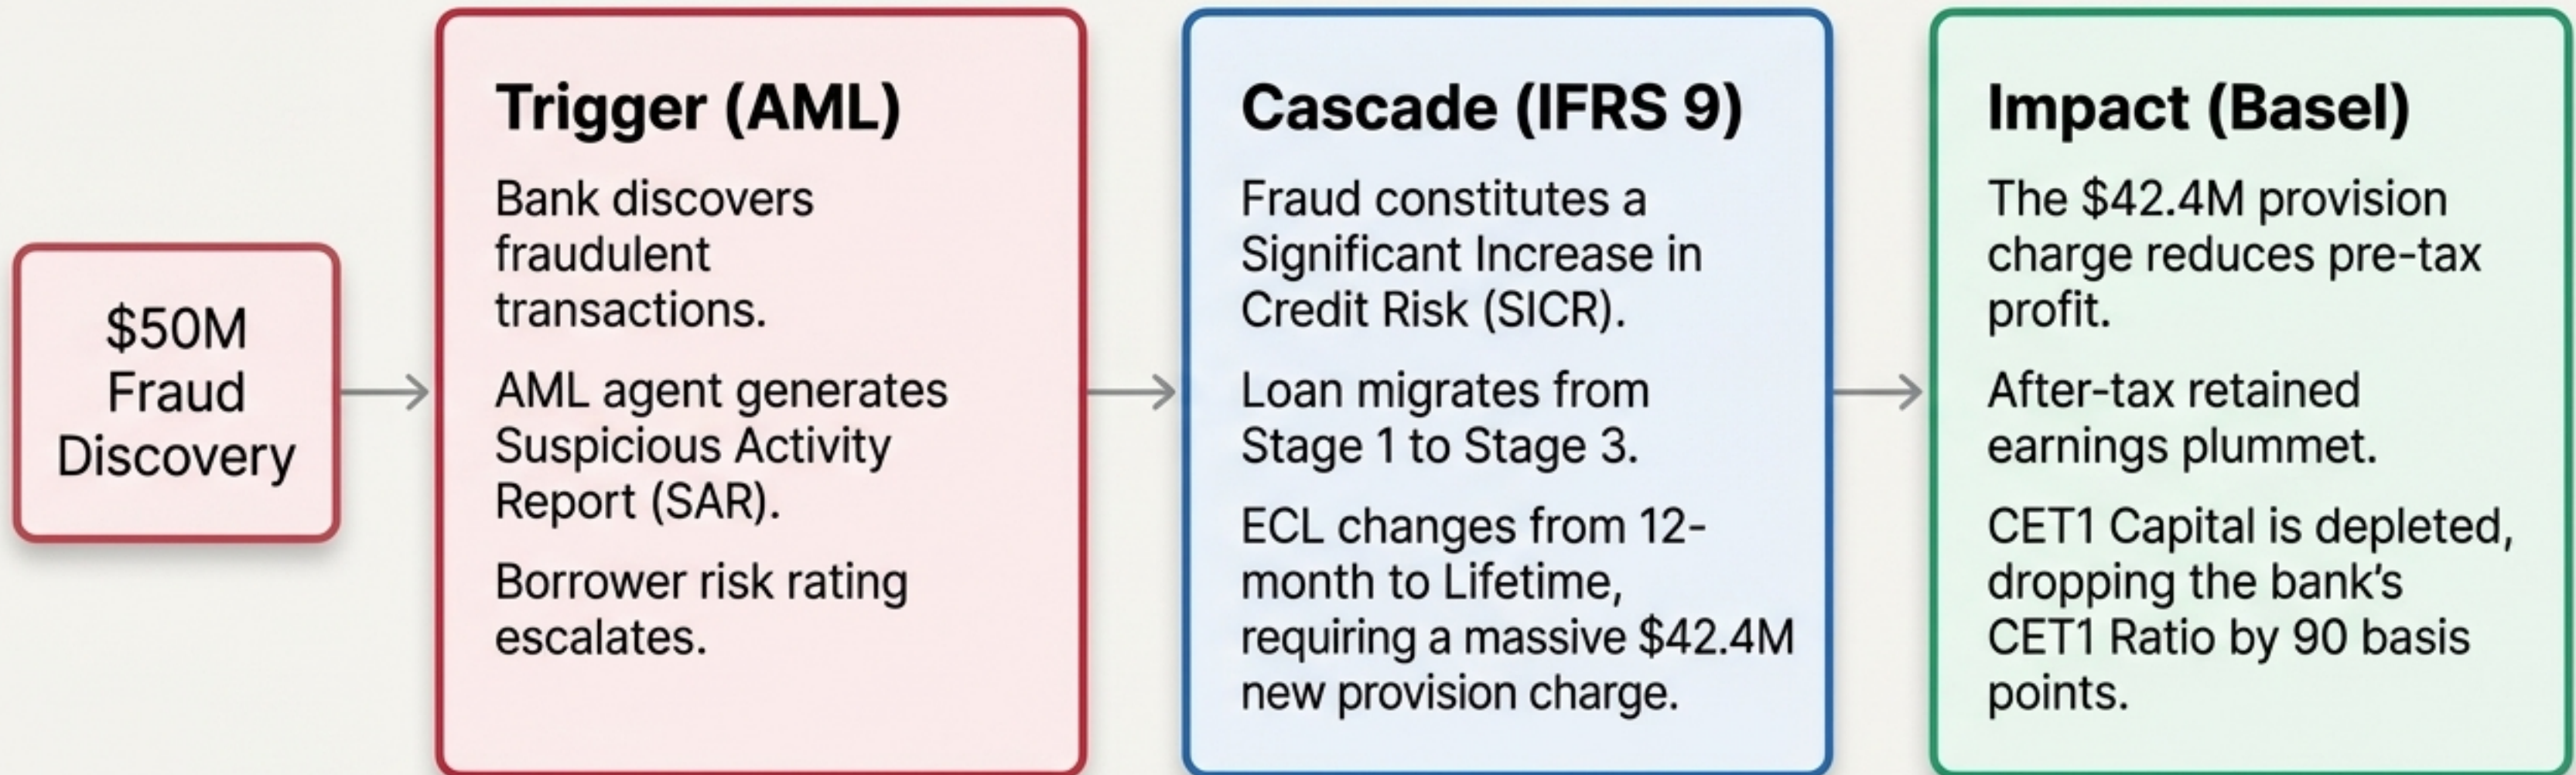 $50M
Fraud
Discovery
Trigger (AML)
Bank discovers
fraudulent
transactions.
AML agent generates
Suspicious Activity
Report (SAR).
Borrower risk rating
escalates.
Cascade (IFRS 9)
Fraud constitutes a
Significant Increase in
Credit Risk (SICR).
Loan migrates from
Stage 1 to Stage 3.
ECL changes from 12-
month to Lifetime,
requiring a massive $42.4M
new provision charge.
Impact (Basel)
The $42.4M provision
charge reduces pre-tax
profit.
After-tax retained
earnings plummet.
CET1 Capital is depleted,
dropping the bank’s
CET1 Ratio by 90 basis
points.